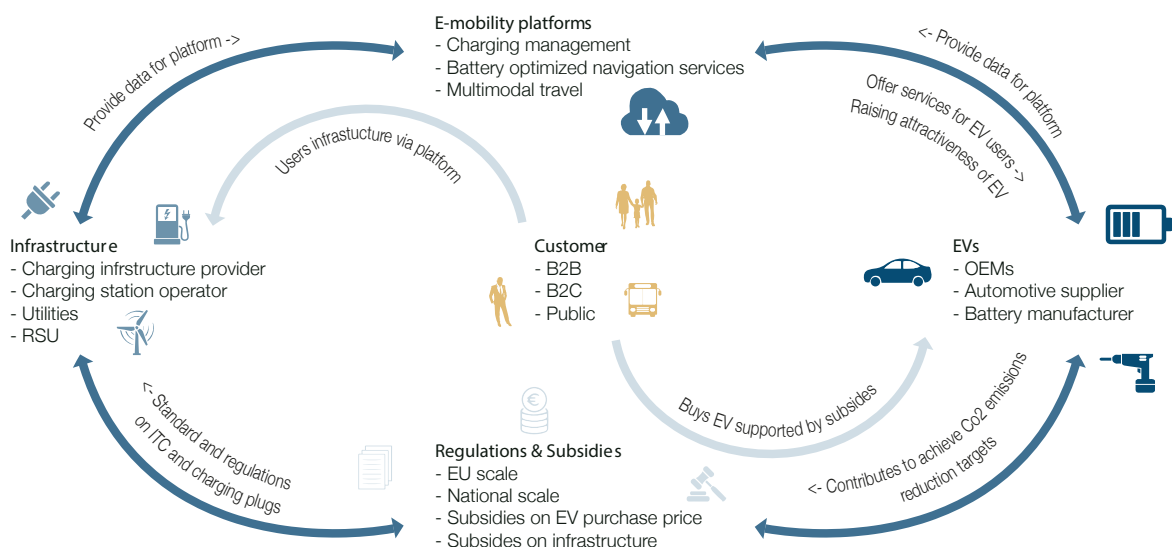 E-mobility platforms
- Charging management
- Battery optimized navigation services
- Multimodal travel
Provide data for platform ->
Users infrastucture via platform
<- Provide data for platform
Offer services for EV users ->
Raising attractiveness of EV
Infrastructure
- Charging infrstructure provider
- Charging station operator
- Utilities
- RSU
Customer
- B2B
- B2C
- Public
EVs
- OEMs
- Automotive supplier
- Battery manufacturer
<- Standard and regulations
on ITC and charging plugs
Buys EV supported by subsides
<- Contributes to achieve Co2 emissions
reduction targets
Regulations & Subsidies
- EU scale
- National scale
- Subsidies on EV purchase price
- Subsides on infrastructure